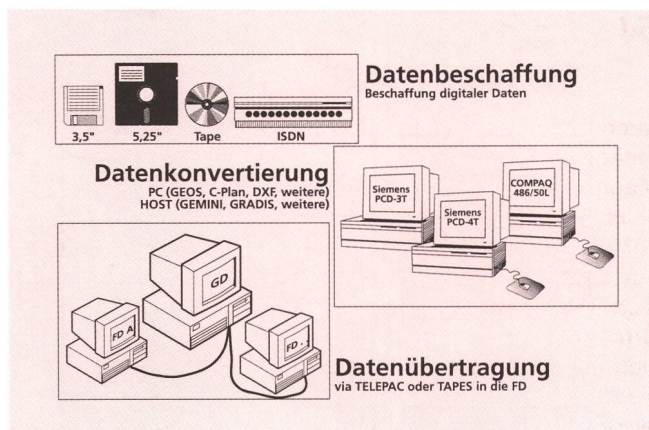 Datenbeschaffung
Beschaffung digitaler Daten
3,5" 5,25" Tape ISDN
Datenkonvertierung
PC (GEOS, C-Plan, DXF, weitere)
HOST (GEMINI, GRADIS, weitere)
Siemens
PCD-3T
Siemens
PCD-4T
COMPAQ
486/50L
GD
FD A
FD . .
Datenübertragung
via TELEPAC oder TAPES in die FD